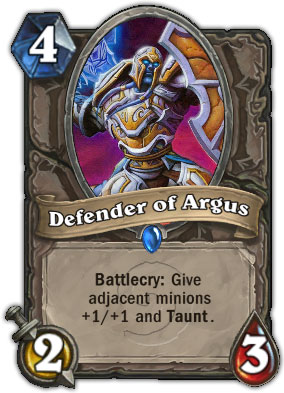 4
Defender of Argus
Battlecry: Give
adjacent minions
+1/+1 and Taunt.
2
3